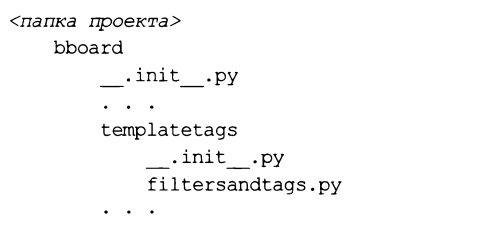 <папка проекта>
bboard
__.init__.py
. . .
templatetags
__.init__.py
filtersandtags.py
. . .